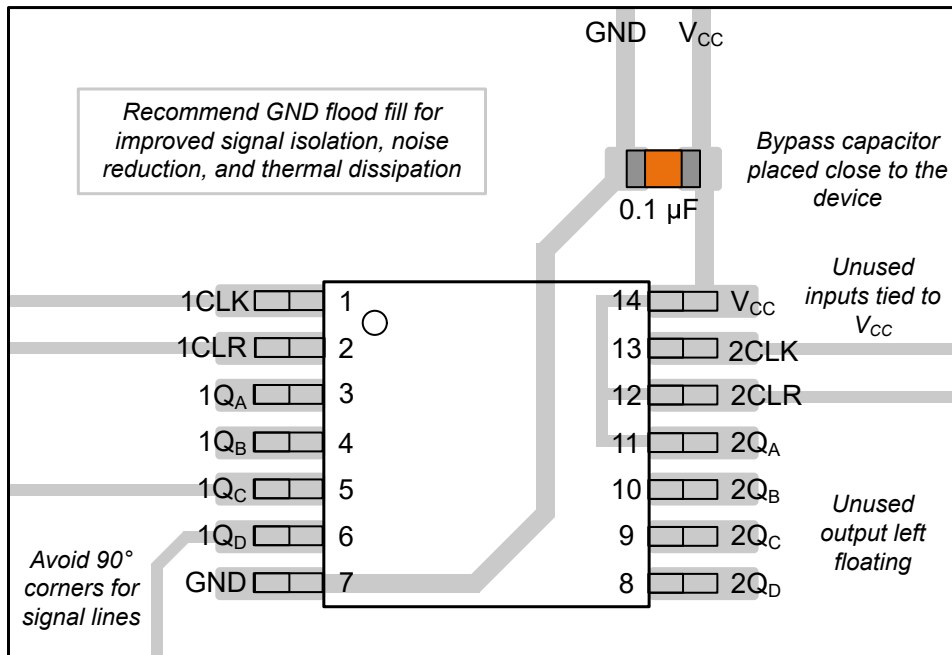 GND
VCC
Recommend GND flood fill for
improved signal isolation, noise
reduction, and thermal dissipation
Bypass capacitor
placed close to the
device
0.1 µF
Unused
inputs tied to
VCC
1CLK 1
1CLR 2
1QA 3
1QB 4
1QC 5
1QD 6
GND 7
14 VCC
13 2CLK
12 2CLR
11 2QA
10 2QB
9 2QC
8 2QD
Unused
output left
floating
Avoid 90°
corners for
signal lines